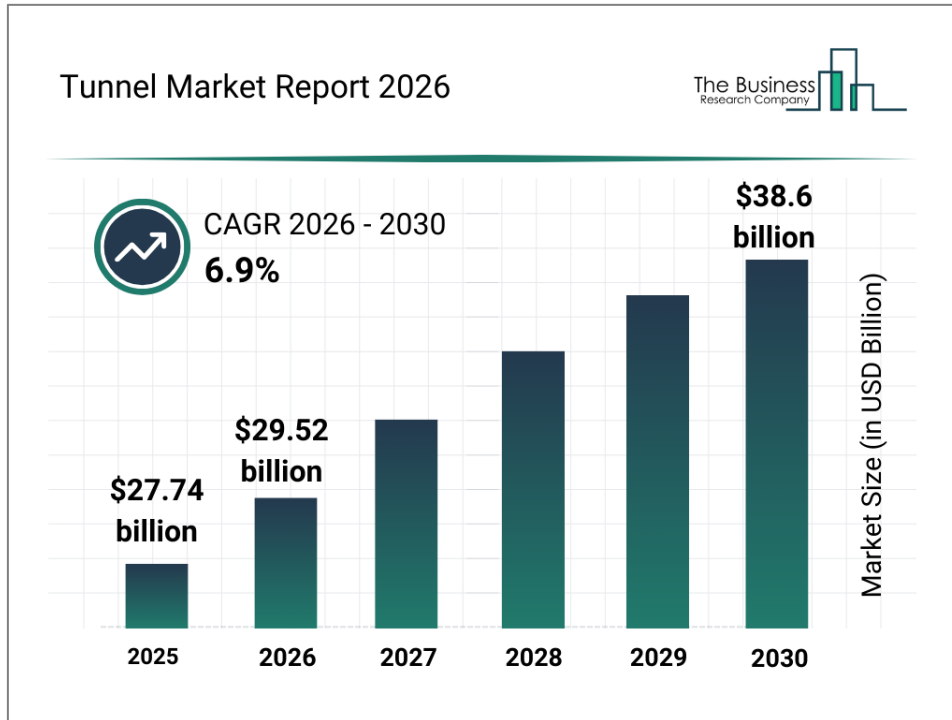 Tunnel Market Report 2026
The Business
Research Company
CAGR 2026 - 2030
6.9%
$27.74
billion
$29.52
billion
$38.6
billion
Market Size (in USD Billion)
2025
2026
2027
2028
2029
2030